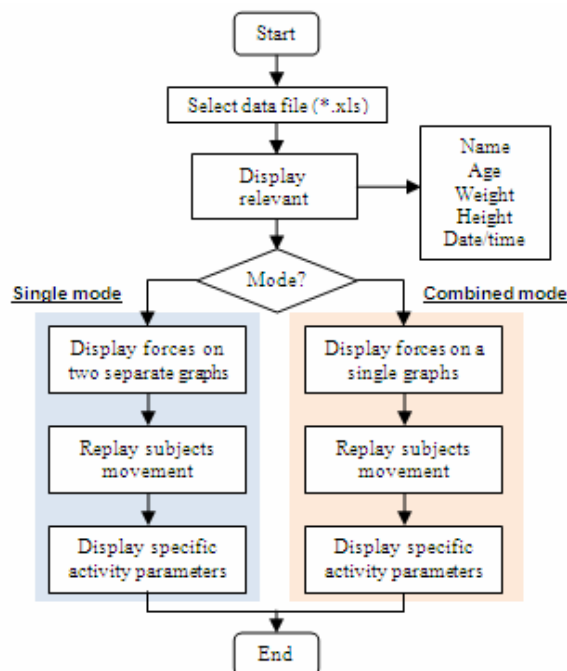 Start
Select data file (*.xls)
Display
relevant
Name
Age
Weight
Height
Date/time
Mode?
Single mode
Combined mode
Display forces on
two separate graphs
Display forces on a
single graphs
Replay subjects
movement
Replay subjects
movement
Display specific
activity parameters
Display specific
activity parameters
End